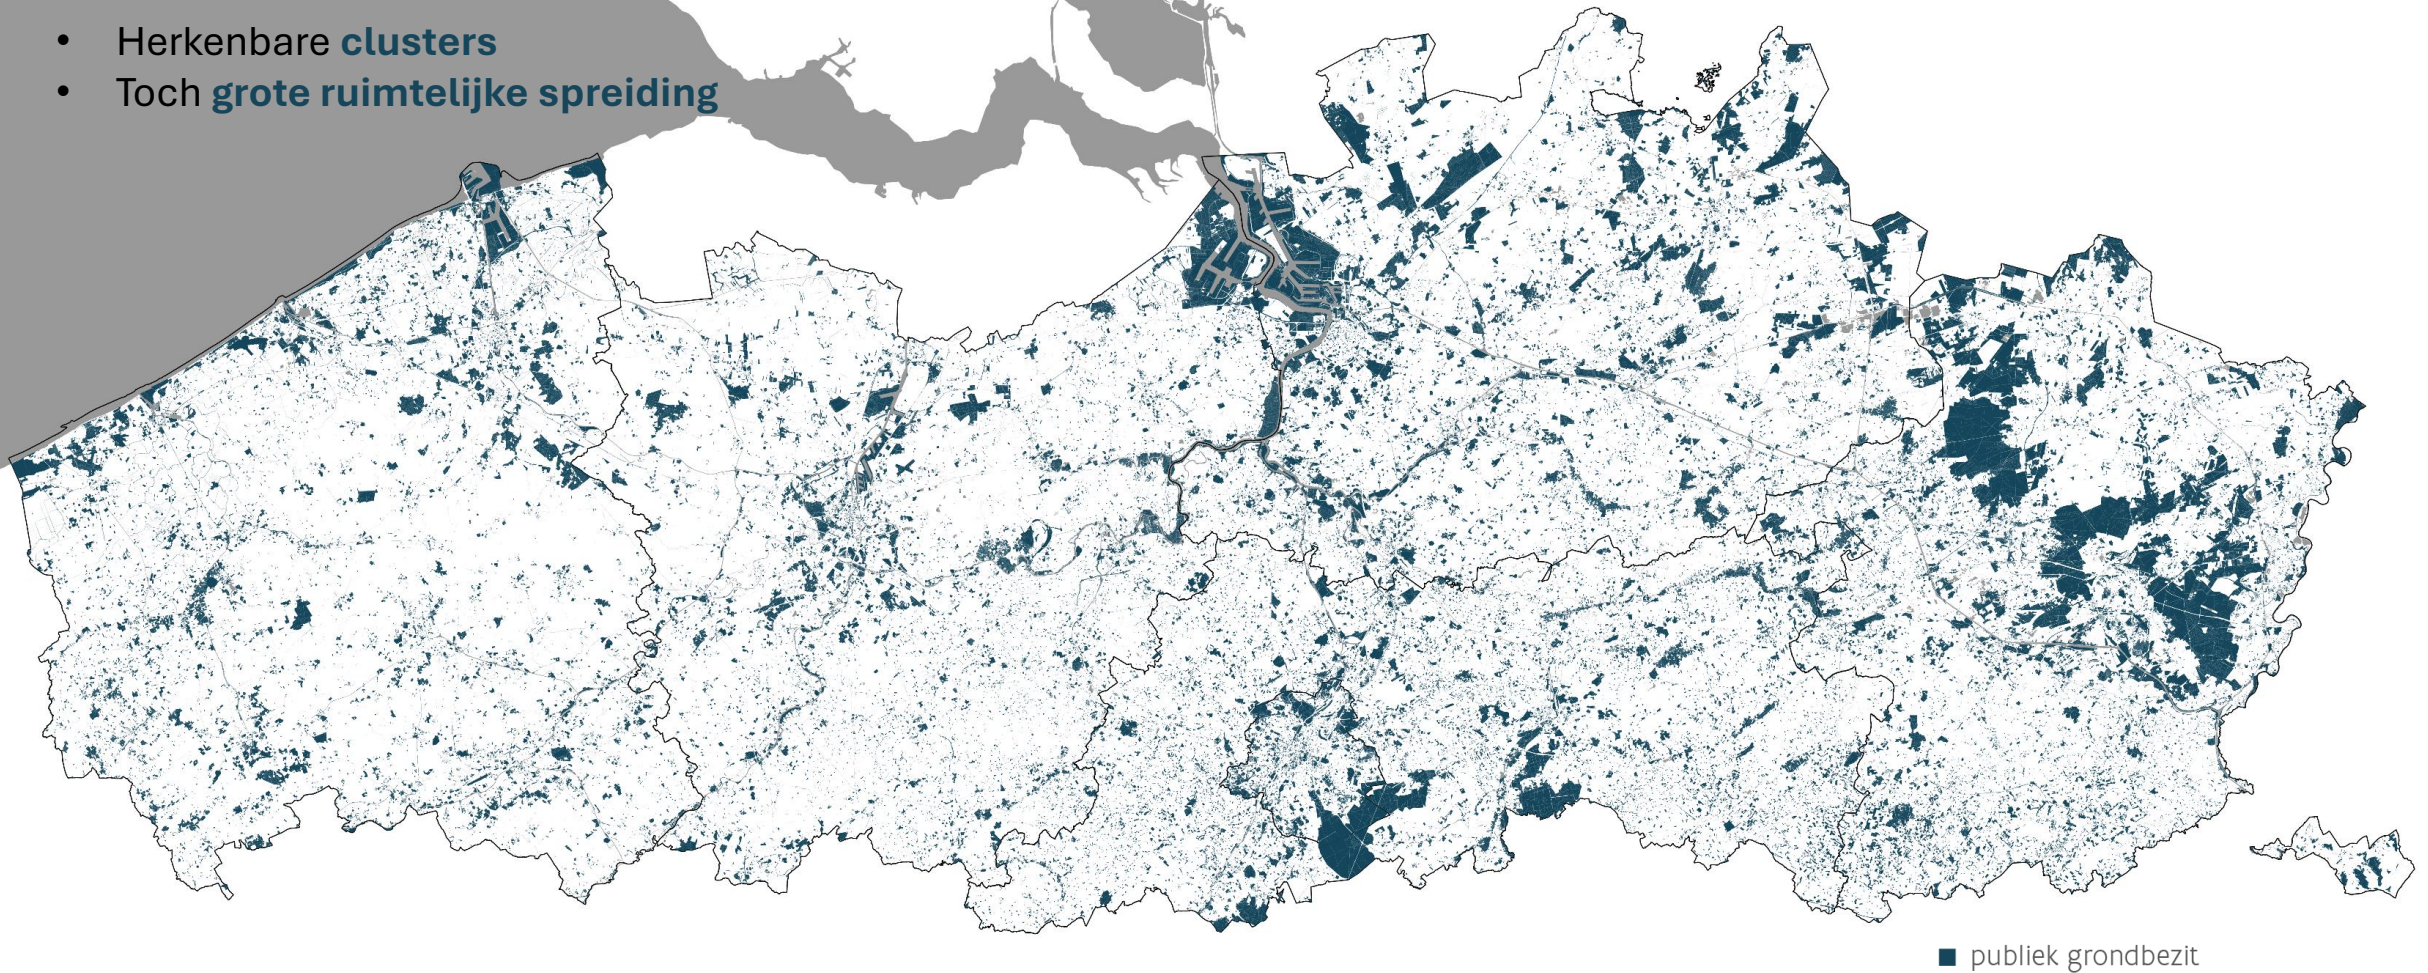 • Herkenbare clusters
• Toch grote ruimtelijke spreiding
publiek grondbezit